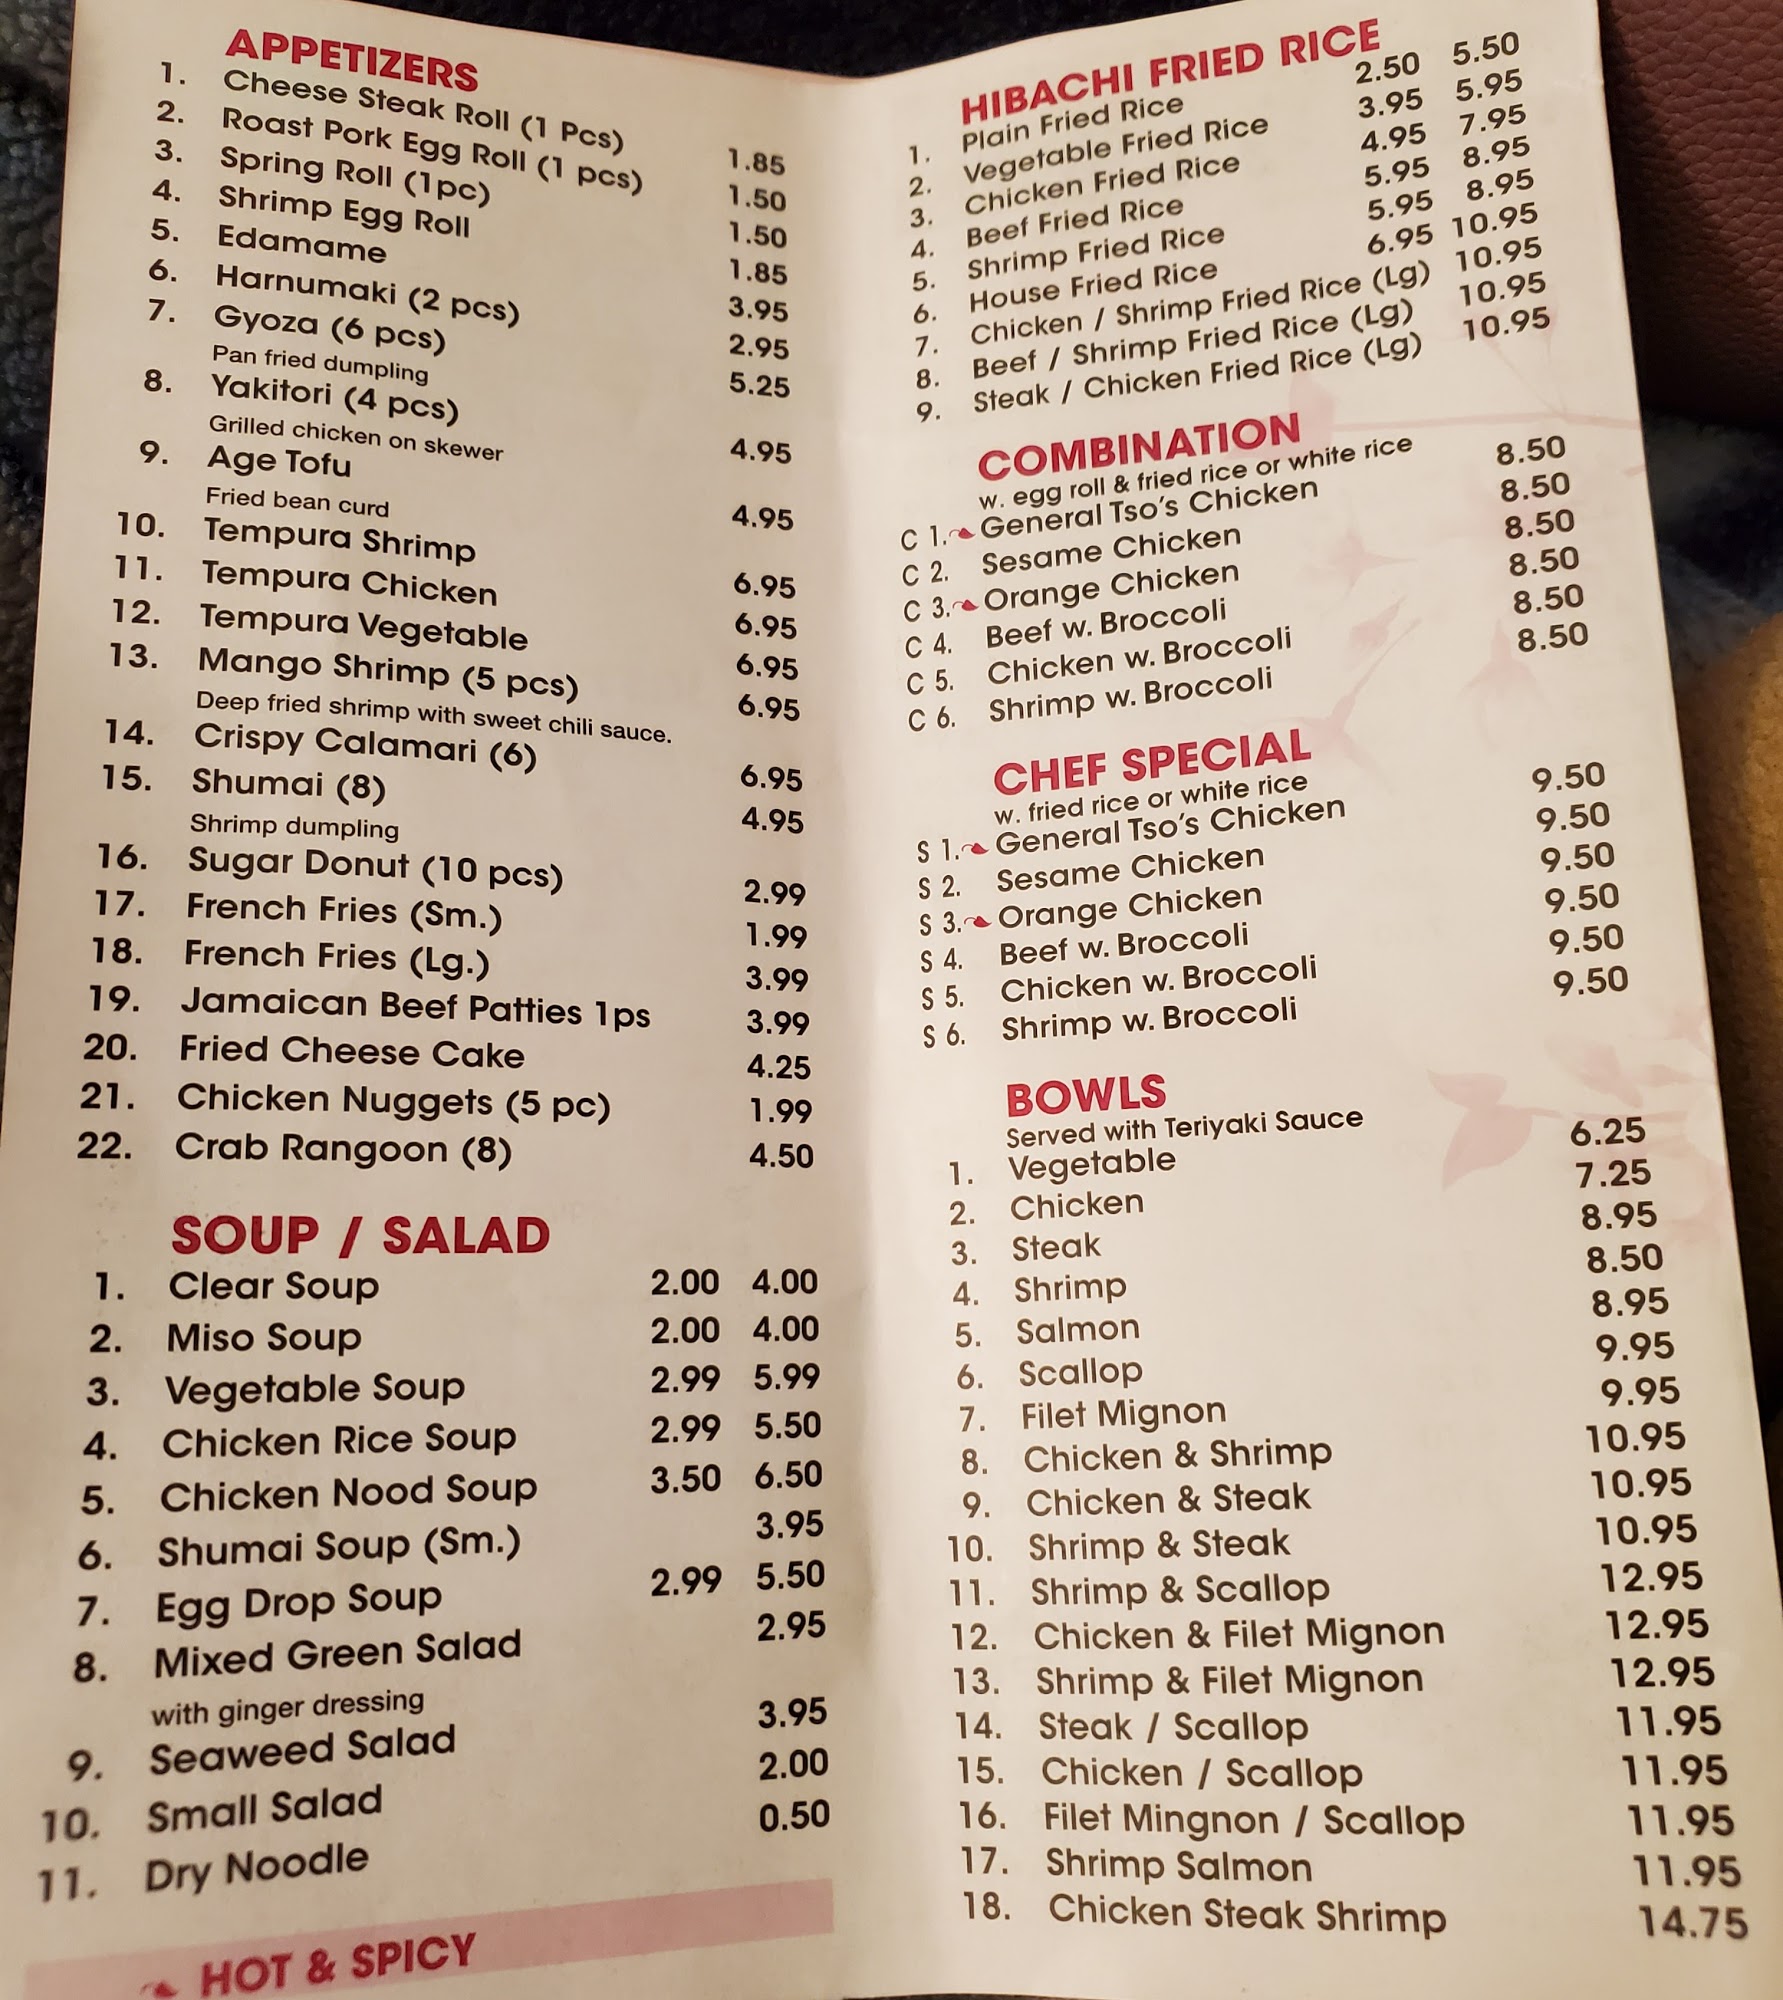 APPETIZERS
1. Cheese Steak Roll (1 Pcs) 1.85
2. Roast Pork Egg Roll (1 pcs) 1.50
3. Spring Roll (1pc) 1.50
4. Shrimp Egg Roll 1.85
5. Edamame 3.95
6. Harnumaki (2 pcs) 2.95
7. Gyoza (6 pcs) 5.25
Pan fried dumpling
8. Yakitori (4 pcs) 4.95
Grilled chicken on skewer
9. Age Tofu 4.95
Fried bean curd
10. Tempura Shrimp 6.95
11. Tempura Chicken 6.95
12. Tempura Vegetable 6.95
13. Mango Shrimp (5 pcs) 6.95
Deep fried shrimp with sweet chili sauce.
14. Crispy Calamari (6) 6.95
15. Shumai (8) 4.95
Shrimp dumpling
16. Sugar Donut (10 pcs) 2.99
17. French Fries (Sm.) 1.99
18. French Fries (Lg.) 3.99
19. Jamaican Beef Patties 1ps 3.99
20. Fried Cheese Cake 4.25
21. Chicken Nuggets (5 pc) 1.99
22. Crab Rangoon (8) 4.50
SOUP / SALAD
1. Clear Soup 2.00 4.00
2. Miso Soup 2.00 4.00
3. Vegetable Soup 2.99 5.99
4. Chicken Rice Soup 2.99 5.50
5. Chicken Nood Soup 3.50 6.50
6. Shumai Soup (Sm.) 3.95
7. Egg Drop Soup 2.99 5.50
8. Mixed Green Salad 2.95
with ginger dressing
9. Seaweed Salad 3.95
10. Small Salad 2.00
11. Dry Noodle 0.50
HOT & SPICY
HIBACHI FRIED RICE
1. Plain Fried Rice 2.50 5.50
2. Vegetable Fried Rice 3.95 5.95
3. Chicken Fried Rice 4.95 7.95
4. Beef Fried Rice 5.95 8.95
5. Shrimp Fried Rice 5.95 8.95
6. House Fried Rice 6.95 10.95
7. Chicken / Shrimp Fried Rice (Lg) 10.95
8. Beef / Shrimp Fried Rice (Lg) 10.95
9. Steak / Chicken Fried Rice (Lg) 10.95
COMBINATION
w. egg roll & fried rice or white rice
C 1. General Tso's Chicken 8.50
C 2. Sesame Chicken 8.50
C 3. Orange Chicken 8.50
C 4. Beef w. Broccoli 8.50
C 5. Chicken w. Broccoli 8.50
C 6. Shrimp w. Broccoli 8.50
CHEF SPECIAL
w. fried rice or white rice
S 1. General Tso's Chicken 9.50
S 2. Sesame Chicken 9.50
S 3. Orange Chicken 9.50
S 4. Beef w. Broccoli 9.50
S 5. Chicken w. Broccoli 9.50
S 6. Shrimp w. Broccoli 9.50
BOWLS
Served with Teriyaki Sauce
1. Vegetable 6.25
2. Chicken 7.25
3. Steak 8.95
4. Shrimp 8.50
5. Salmon 8.95
6. Scallop 9.95
7. Filet Mignon 9.95
8. Chicken & Shrimp 10.95
9. Chicken & Steak 10.95
10. Shrimp & Steak 10.95
11. Shrimp & Scallop 12.95
12. Chicken & Filet Mignon 12.95
13. Shrimp & Filet Mignon 12.95
14. Steak / Scallop 11.95
15. Chicken / Scallop 11.95
16. Filet Mingnon / Scallop 11.95
17. Shrimp Salmon 11.95
18. Chicken Steak Shrimp 14.75